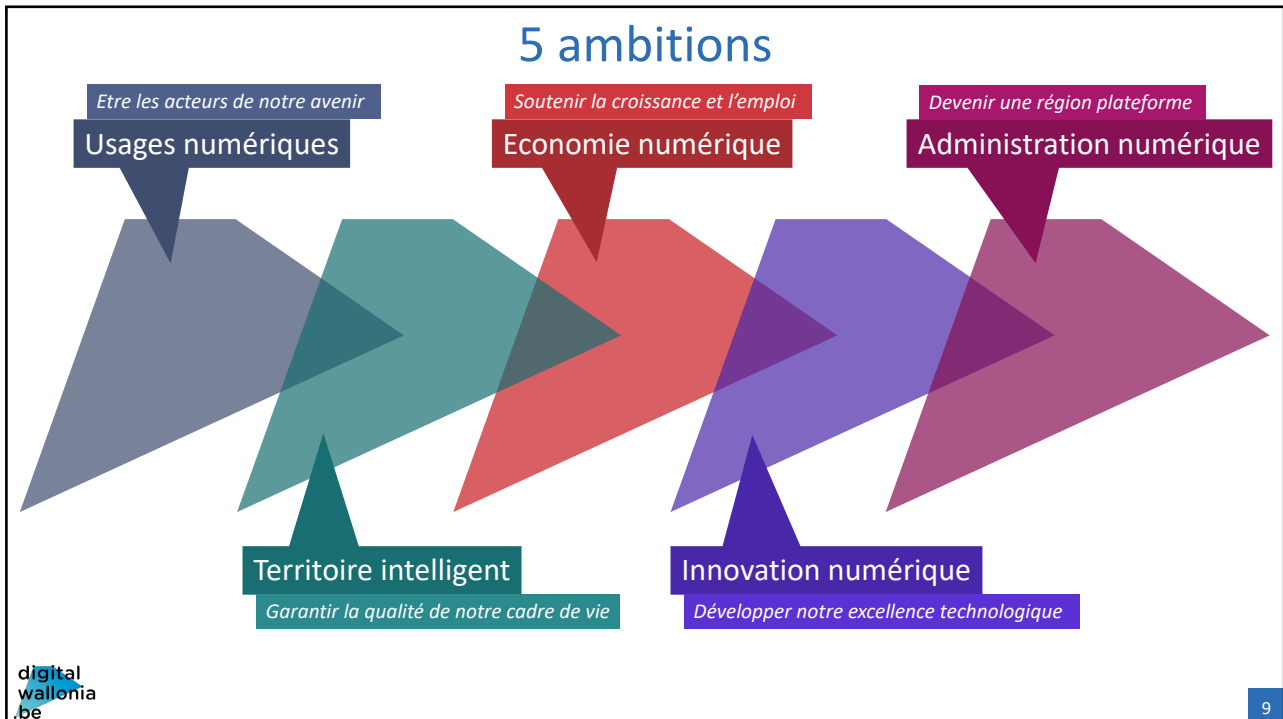 5 ambitions
Etre les acteurs de notre avenir
Usages numériques
Soutenir la croissance et l'emploi
Economie numérique
Devenir une région plateforme
Administration numérique
Territoire intelligent
Garantir la qualité de notre cadre de vie
Innovation numérique
Développer notre excellence technologique
digital
wallonia
.be
9